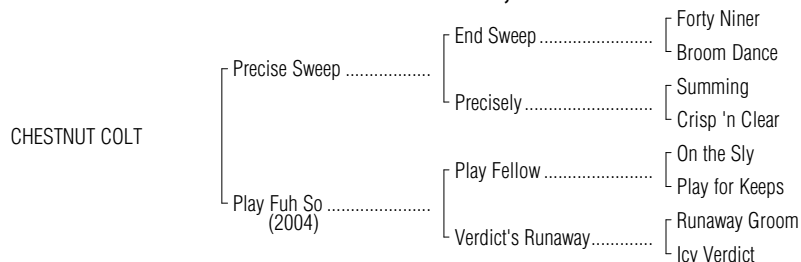 Forty Niner
End Sweep
Broom Dance
Precise Sweep
Summing
Precisely
Crisp 'n Clear
CHESTNUT COLT
On the Sly
Play Fellow
Play for Keeps
Play Fuh So
(2004)
Runaway Groom
Verdict's Runaway
Icy Verdict